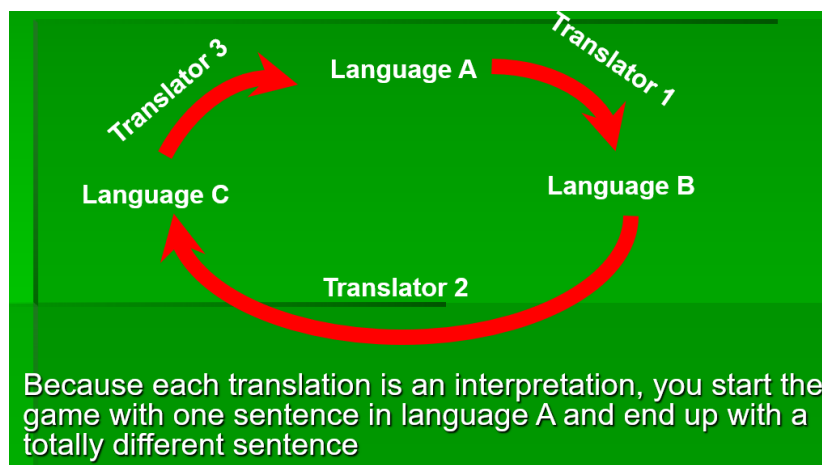 Translator 3
Language A
Translator 1
Language C
Language B
Translator 2
Because each translation is an interpretation, you start the
game with one sentence in language A and end up with a
totally different sentence